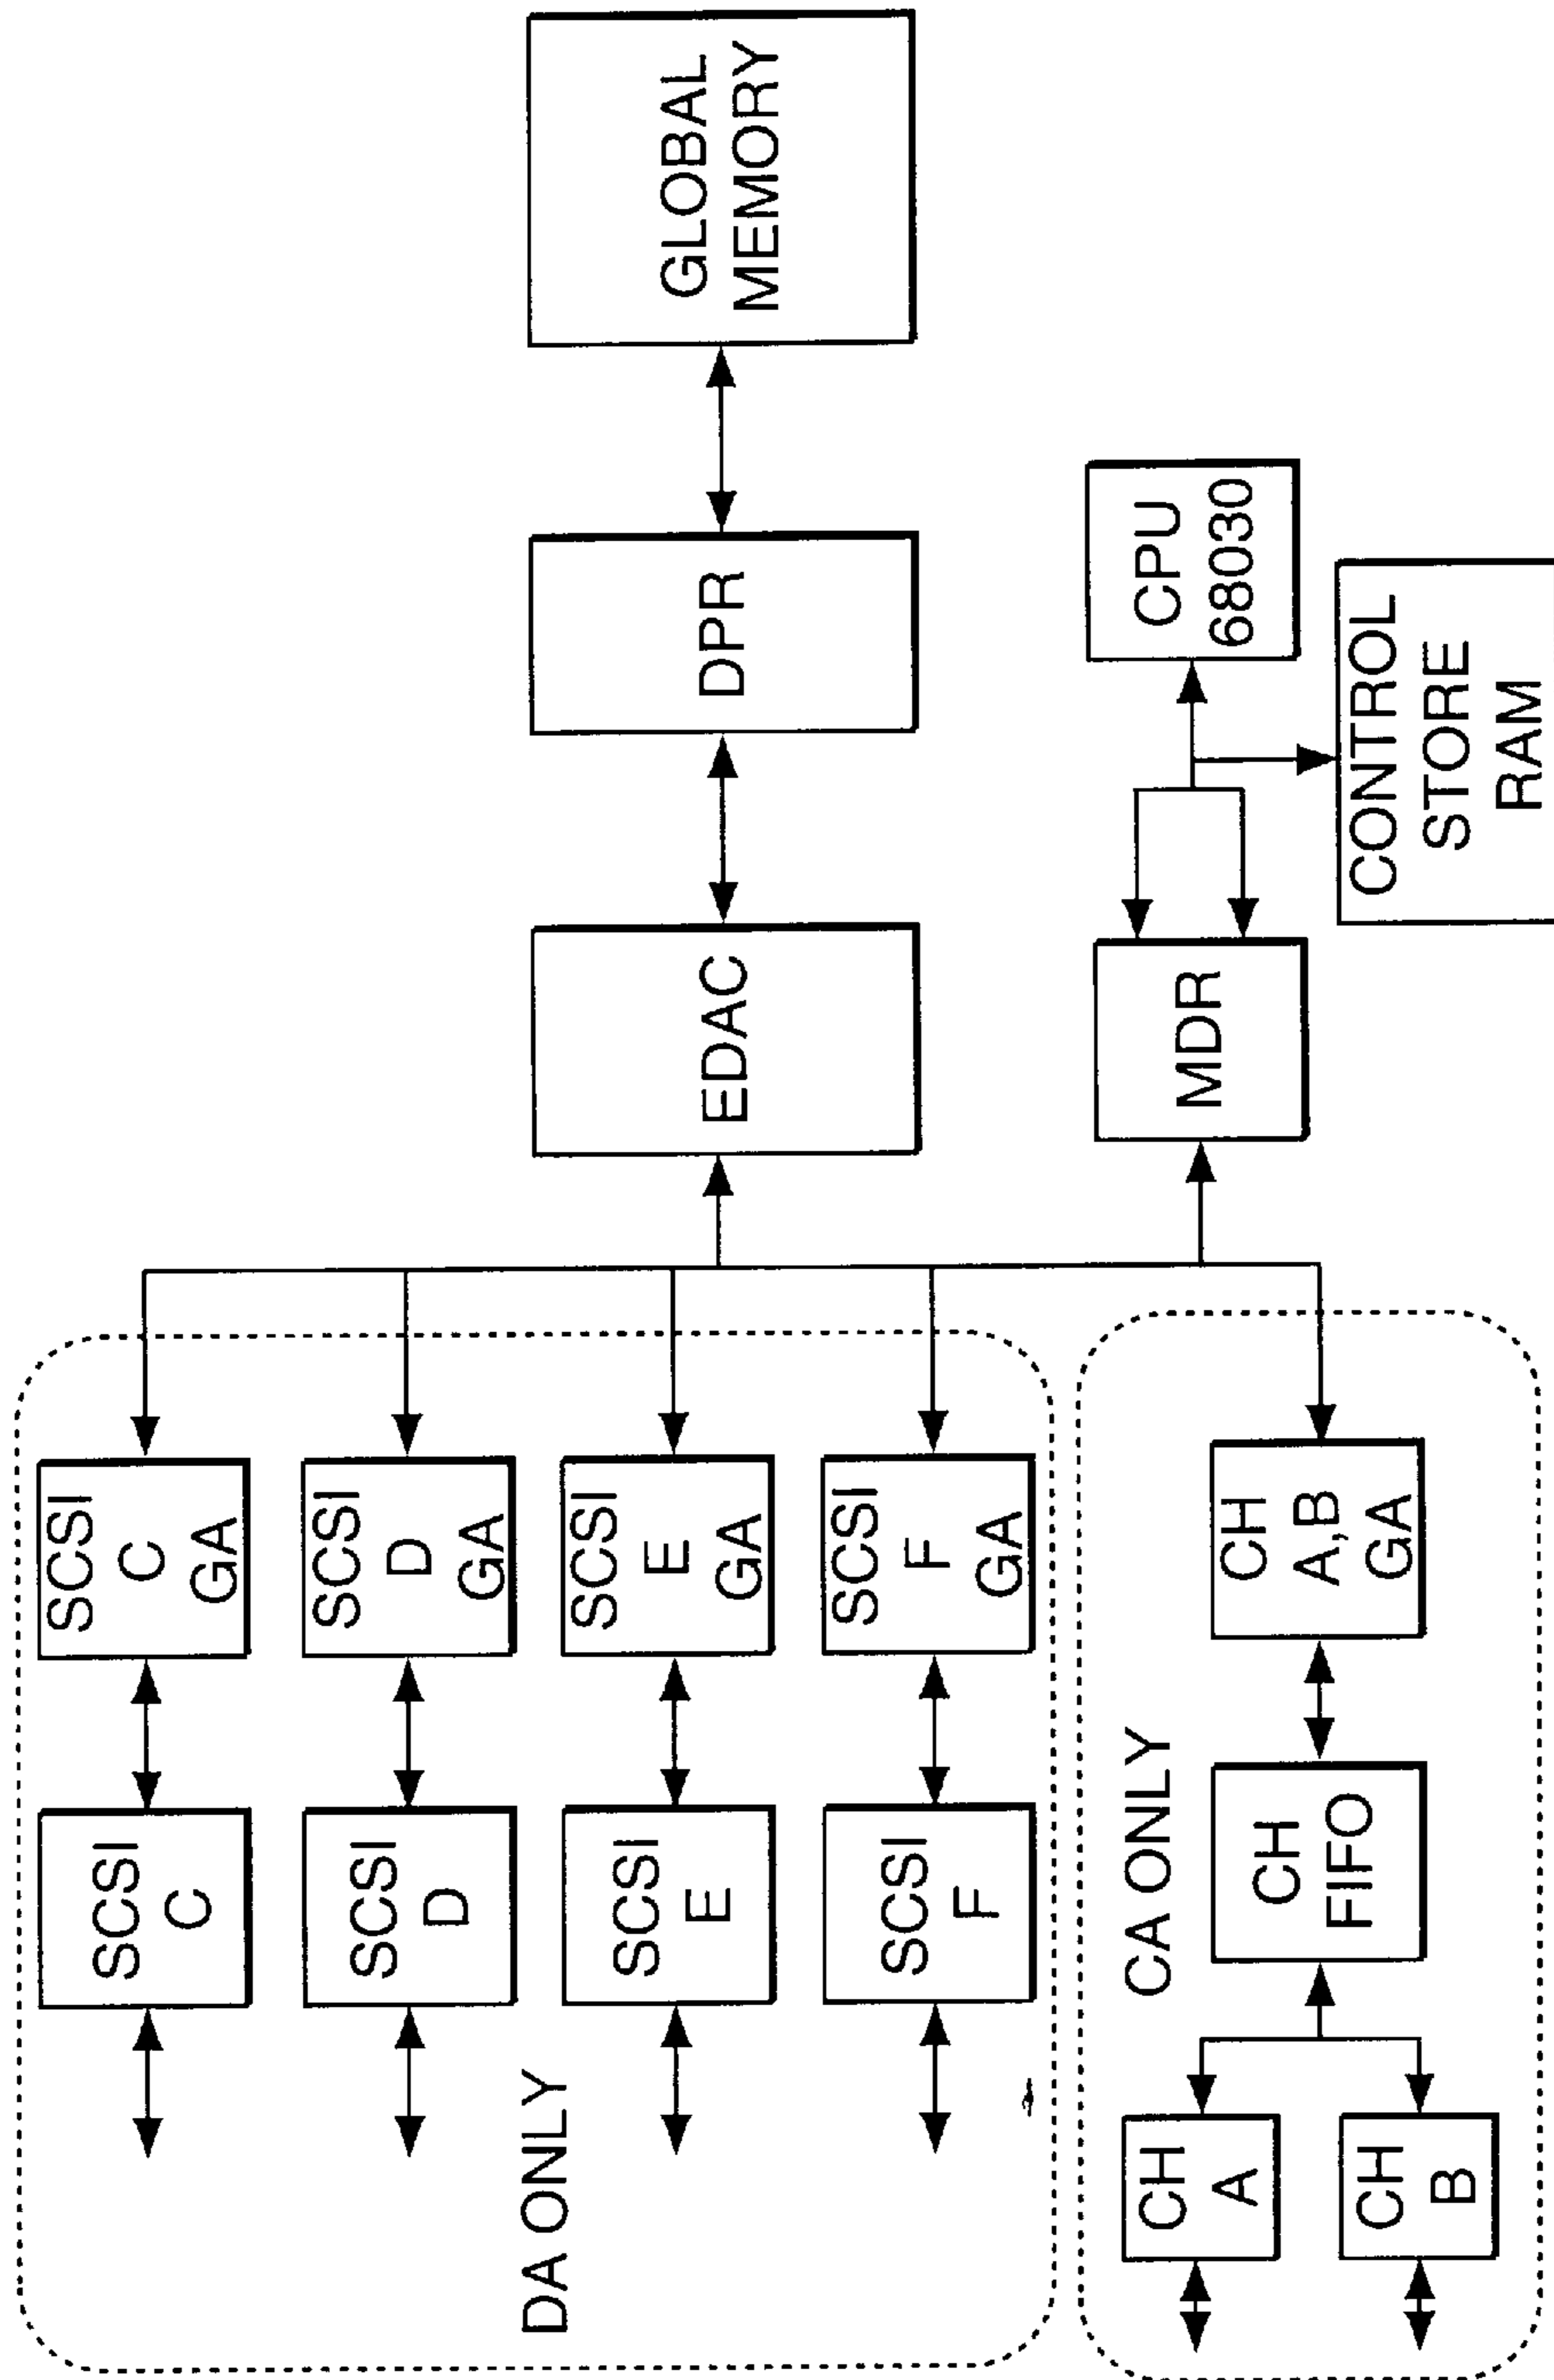 SCSI
C
SCSI
C
GA
SCSI
D
SCSI
D
GA
SCSI
E
SCSI
E
GA
SCSI
F
SCSI
F
GA
DA ONLY
EDAC
DPR
GLOBAL
MEMORY
CA ONLY
CH
A
CH
B
CH
FIFO
CH
A,B
GA
MDR
CPU
68030
CONTROL
STORE
RAM